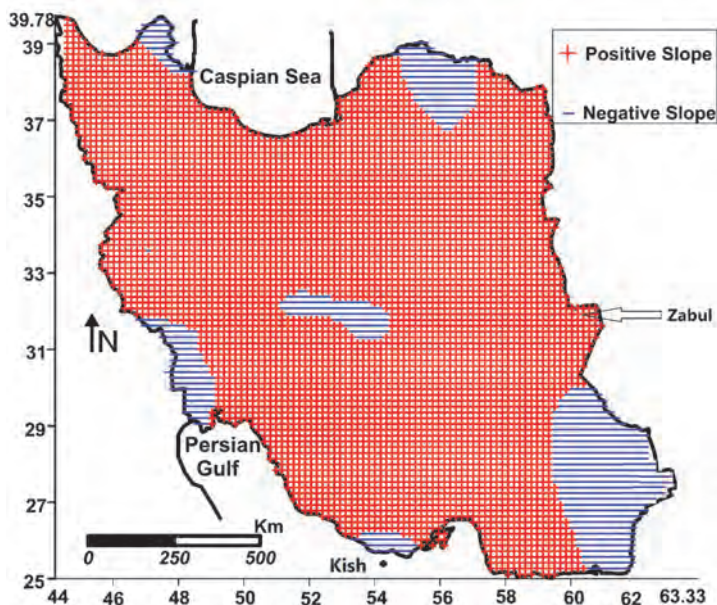 39.78
39
37
35
33
31
29
27
25
Caspian Sea
+ Positive Slope
– Negative Slope
Zabul
N
Persian
Gulf
Km
0 250 500
Kish
44 46 48 50 52 54 56 58 60 62 63.33